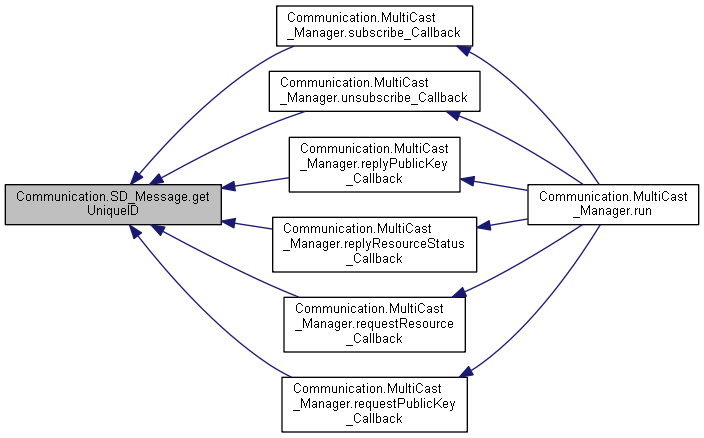 Communication.MultiCast
_Manager.subscribe_Callback
Communication.MultiCast
_Manager.unsubscribe_Callback
Communication.MultiCast
_Manager.replyPublicKey
_Callback
Communication.SD_Message.get
UniqueID
Communication.MultiCast
_Manager.run
Communication.MultiCast
_Manager.replyResourceStatus
_Callback
Communication.MultiCast
_Manager.requestResource
_Callback
Communication.MultiCast
_Manager.requestPublicKey
_Callback